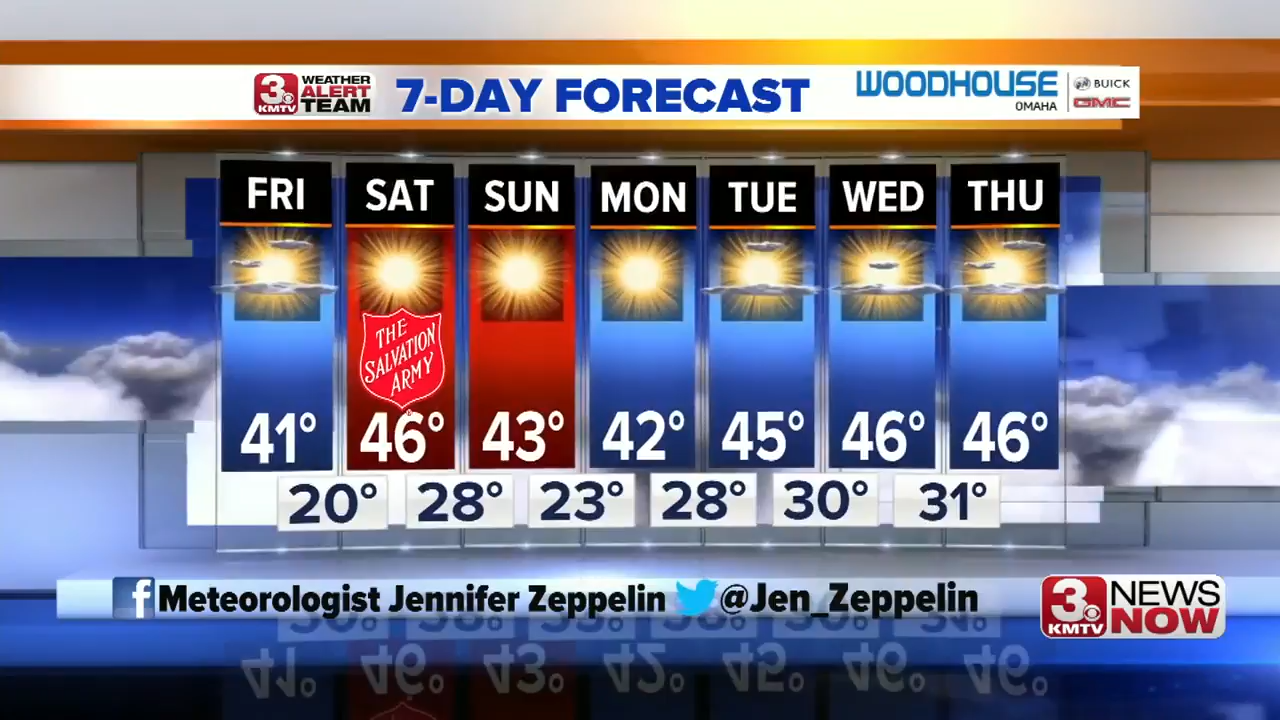 3 KMTV WEATHER ALERT TEAM
7-DAY FORECAST
WOODHOUSE OMAHA
BUICK
GMC
FRI SAT SUN MON TUE WED THU
THE SALVATION ARMY
41° 46° 43° 42° 45° 46° 46°
20° 28° 23° 28° 30° 31°
f Meteorologist Jennifer Zeppelin @Jen_Zeppelin
3 KMTV NEWS NOW